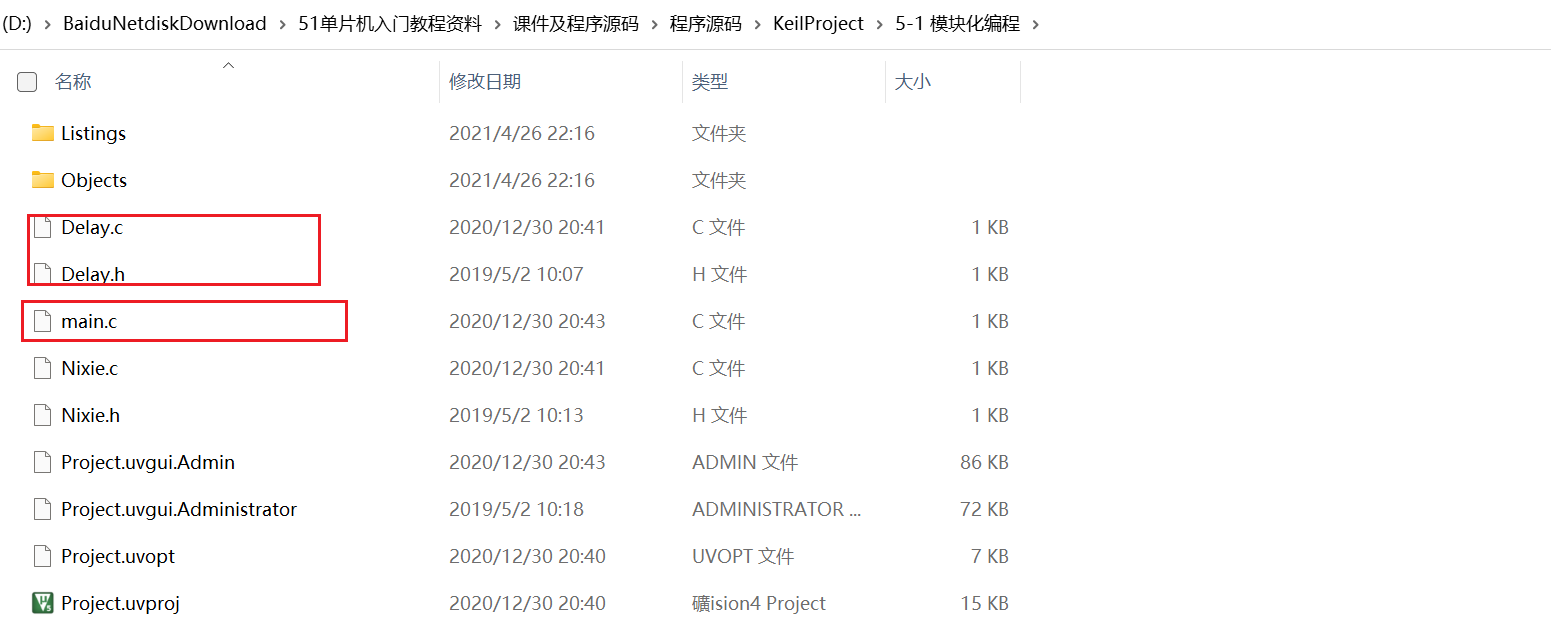 (D:) › BaiduNetdiskDownload › 51单片机入门教程资料 › 课件及程序源码 › 程序源码 › KeilProject › 5-1 模块化编程 ›
名称 修改日期 类型 大小
Listings 2021/4/26 22:16 文件夹
Objects 2021/4/26 22:16 文件夹
Delay.c 2020/12/30 20:41 C 文件 1 KB
Delay.h 2019/5/2 10:07 H 文件 1 KB
main.c 2020/12/30 20:43 C 文件 1 KB
Nixie.c 2020/12/30 20:41 C 文件 1 KB
Nixie.h 2019/5/2 10:13 H 文件 1 KB
Project.uvgui.Admin 2020/12/30 20:43 ADMIN 文件 86 KB
Project.uvgui.Administrator 2019/5/2 10:18 ADMINISTRATOR ... 72 KB
Project.uvopt 2020/12/30 20:40 UVOPT 文件 7 KB
Project.uvproj 2020/12/30 20:40 礦ision4 Project 15 KB